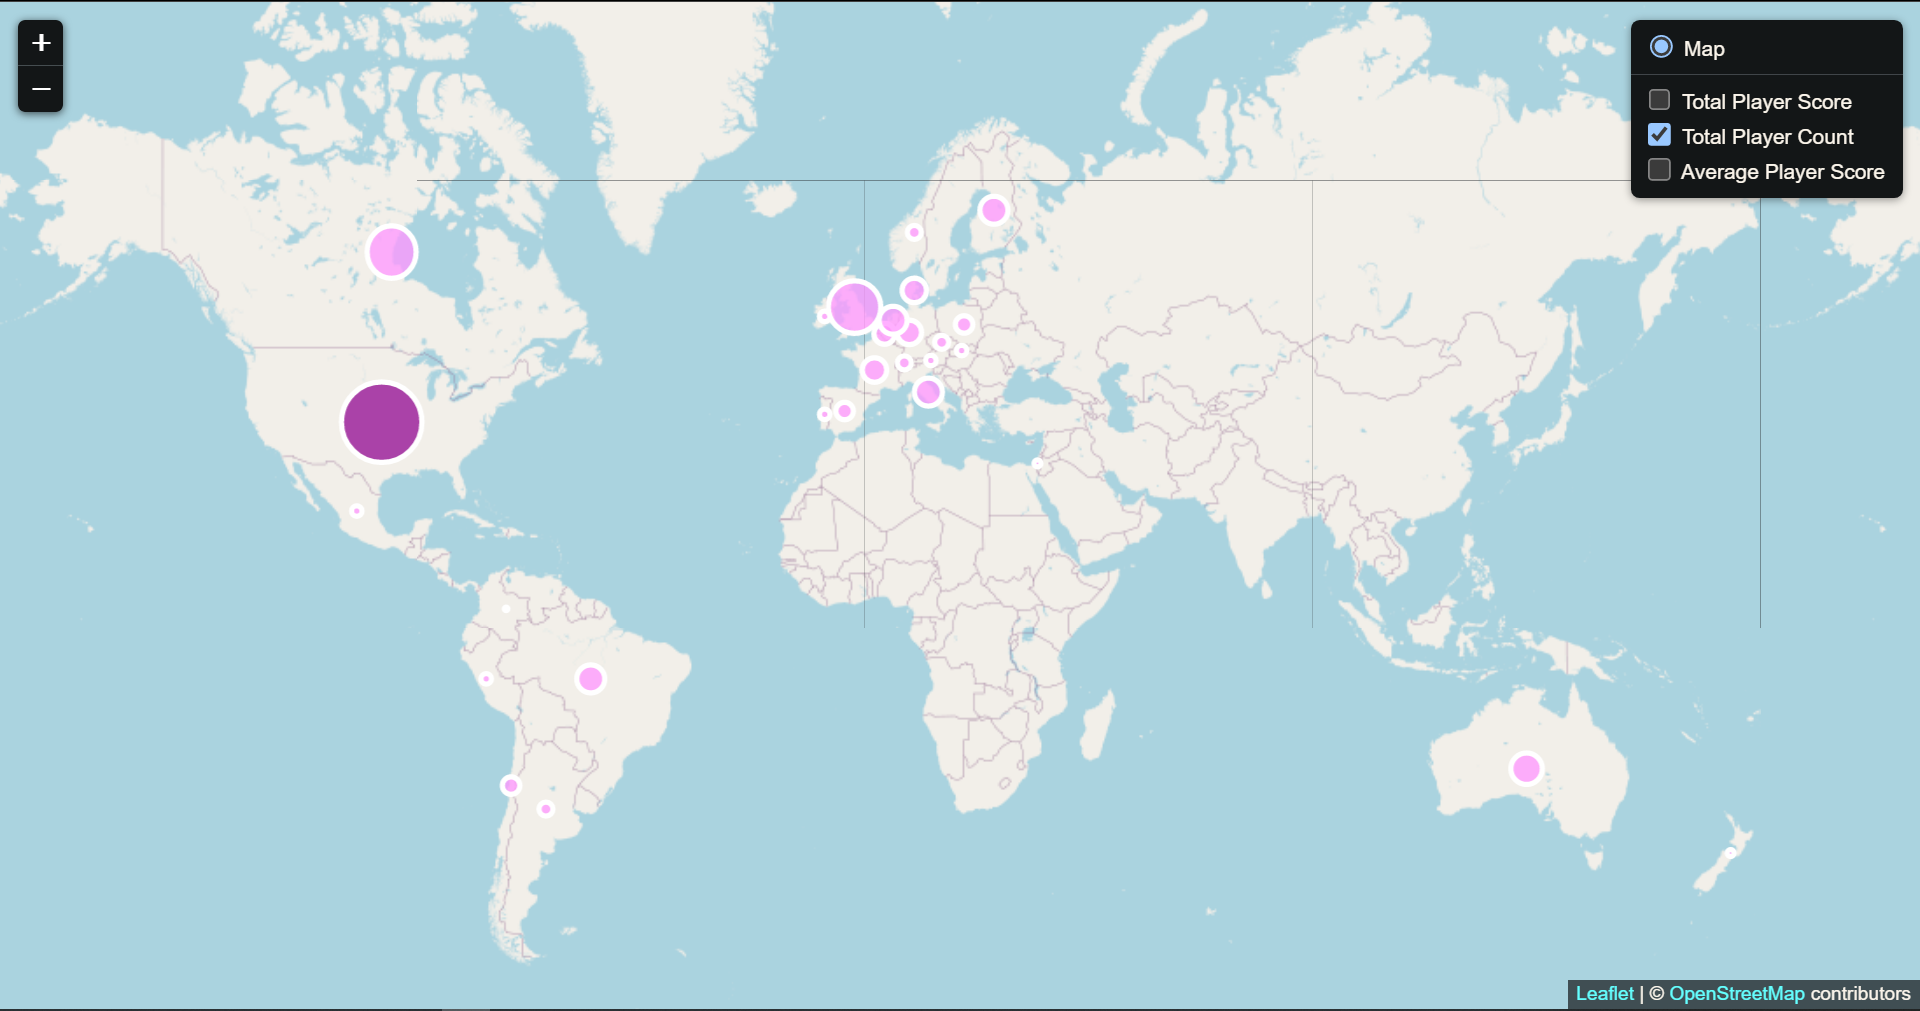 +
−
Map
Total Player Score
Total Player Count
Average Player Score
Leaflet | © OpenStreetMap contributors